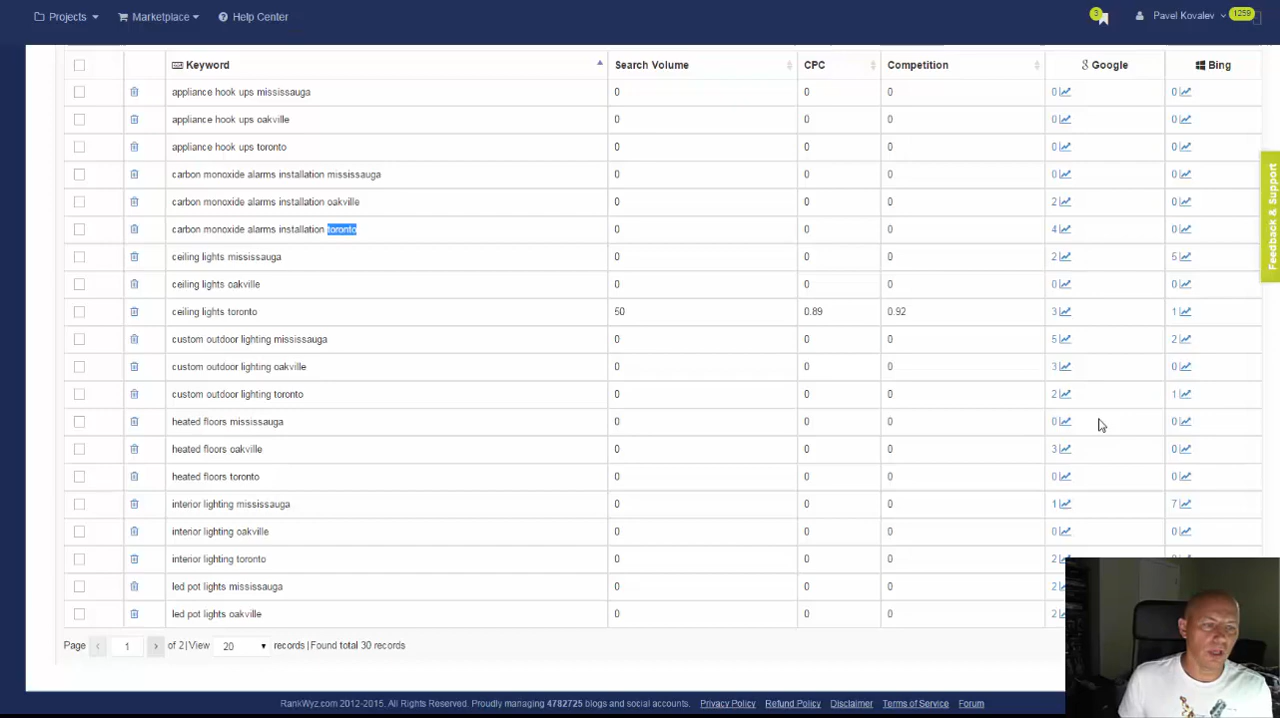 Projects Marketplace Help Center 3 Pavel Kovalev 1259
Keyword Search Volume CPC Competition Google Bing
appliance hook ups mississauga 0 0 0 0 0
appliance hook ups oakville 0 0 0 0 0
appliance hook ups toronto 0 0 0 0 0
carbon monoxide alarms installation mississauga 0 0 0 0 0
carbon monoxide alarms installation oakville 0 0 0 2 0
carbon monoxide alarms installation toronto 0 0 0 4 0
ceiling lights mississauga 0 0 0 2 5
ceiling lights oakville 0 0 0 0 0
ceiling lights toronto 50 0.89 0.92 3 1
custom outdoor lighting mississauga 0 0 0 5 2
custom outdoor lighting oakville 0 0 0 3 0
custom outdoor lighting toronto 0 0 0 2 1
heated floors mississauga 0 0 0 0 0
heated floors oakville 0 0 0 3 0
heated floors toronto 0 0 0 0 0
interior lighting mississauga 0 0 0 1 7
interior lighting oakville 0 0 0 0 0
interior lighting toronto 0 0 0 2
led pot lights mississauga 0 0 0 2
led pot lights oakville 0 0 0 2
Page 1 of 2 | View 20 records | Found total 30 records
RankWyz.com 2012-2015. All Rights Reserved. Proudly managing 4782725 blogs and social accounts. Privacy Policy Refund Policy Disclaimer Terms of Service Forum
Feedback & Support